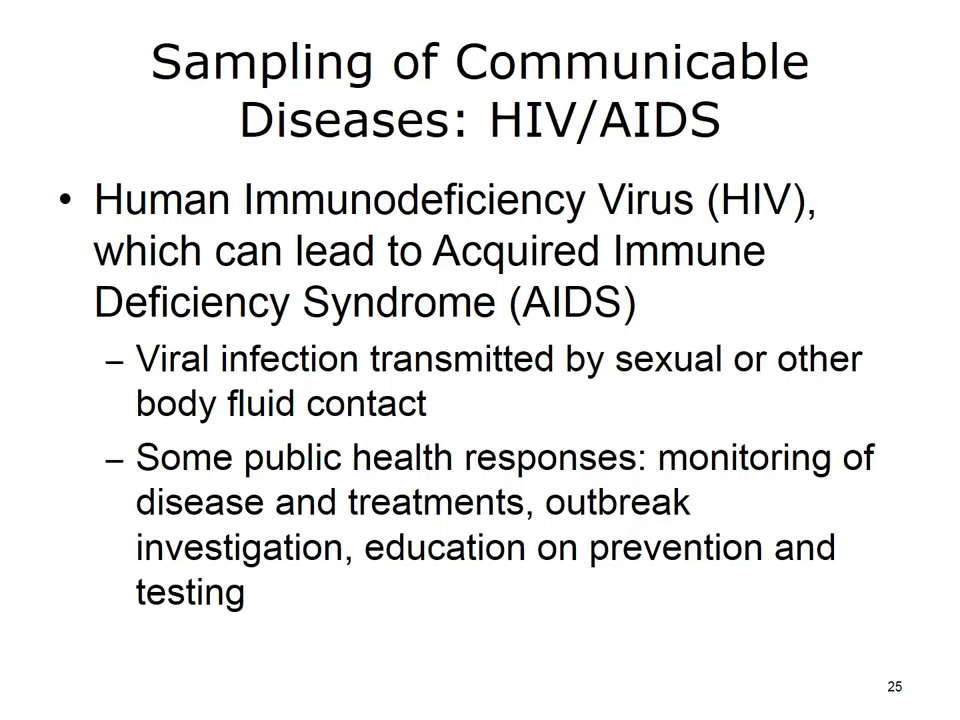 Sampling of Communicable
Diseases: HIV/AIDS
• Human Immunodeficiency Virus (HIV),
which can lead to Acquired Immune
Deficiency Syndrome (AIDS)
– Viral infection transmitted by sexual or other
body fluid contact
– Some public health responses: monitoring of
disease and treatments, outbreak
investigation, education on prevention and
testing
25